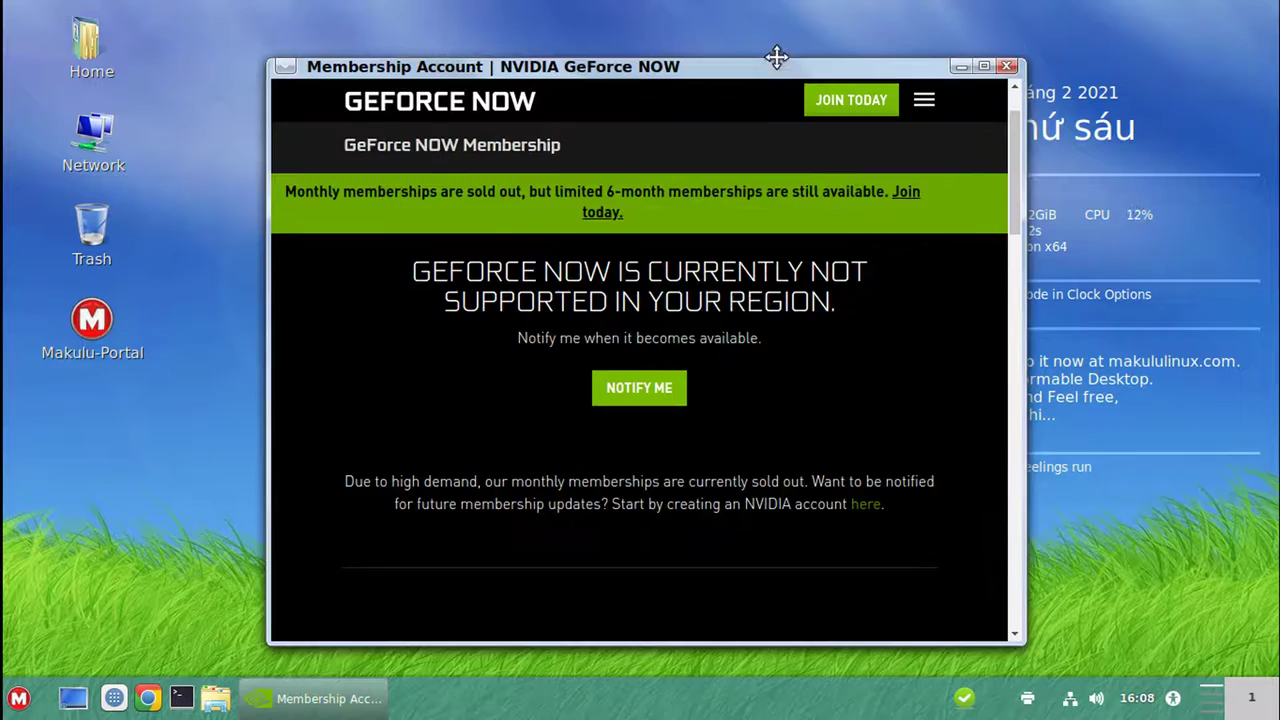 Home
Network
Trash
Makulu-Portal
Membership Account | NVIDIA GeForce NOW
GEFORCE NOW
JOIN TODAY
GeForce NOW Membership
Monthly memberships are sold out, but limited 6-month memberships are still available. Join
today.
GEFORCE NOW IS CURRENTLY NOT
SUPPORTED IN YOUR REGION.
Notify me when it becomes available.
NOTIFY ME
Due to high demand, our monthly memberships are currently sold out. Want to be notified
for future membership updates? Start by creating an NVIDIA account here.
áng 2 2021
hứ sáu
2GiB CPU 12%
2s
on x64
ode in Clock Options
o it now at makululinux.com.
rmable Desktop.
nd Feel free,
hi...
eelings run
M
Membership Acc...
16:08
1